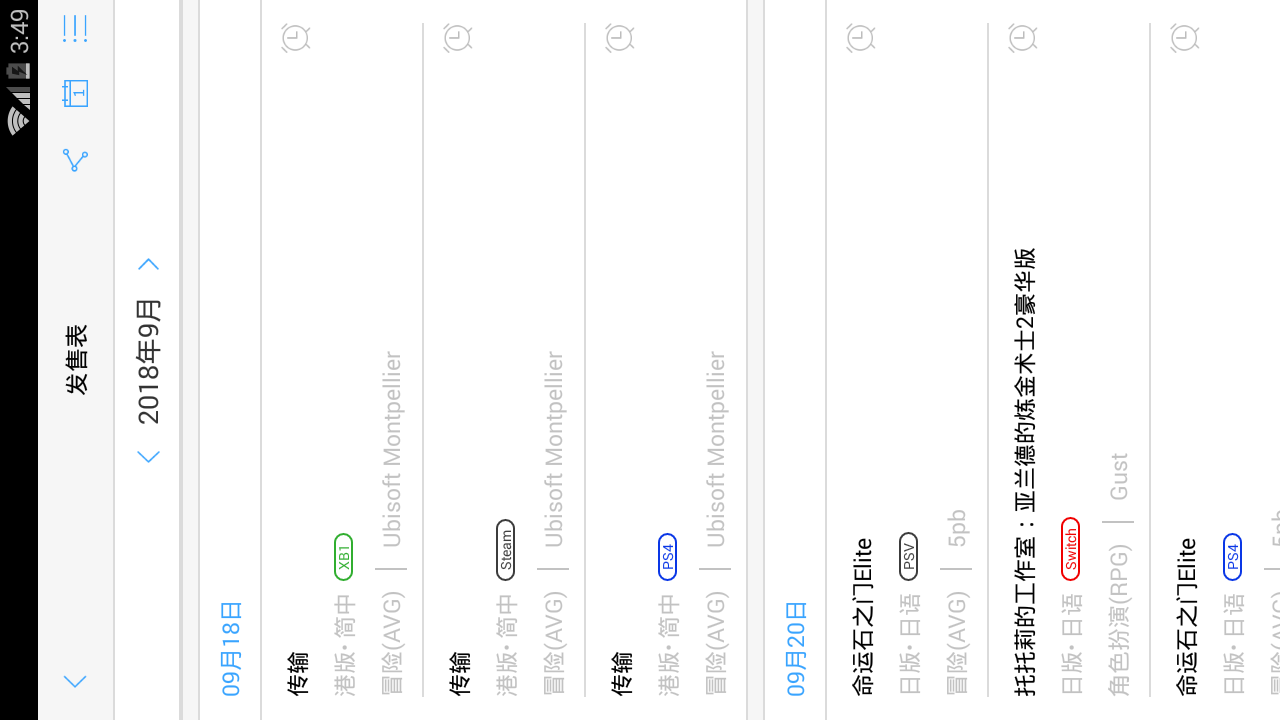 3:49
发售表
1
2018年9月
09月18日
传输
港版• 简中 XB1
冒险(AVG) Ubisoft Montpellier
传输
港版• 简中 Steam
冒险(AVG) Ubisoft Montpellier
传输
港版• 简中 PS4
冒险(AVG) Ubisoft Montpellier
09月20日
命运石之门Elite
日版• 日语 PSV
冒险(AVG) 5pb
托托莉的工作室：亚兰德的炼金术士2豪华版
日版• 日语 Switch
角色扮演(RPG) Gust
命运石之门Elite
日版• 日语 PS4
冒险(AVG) 5pb